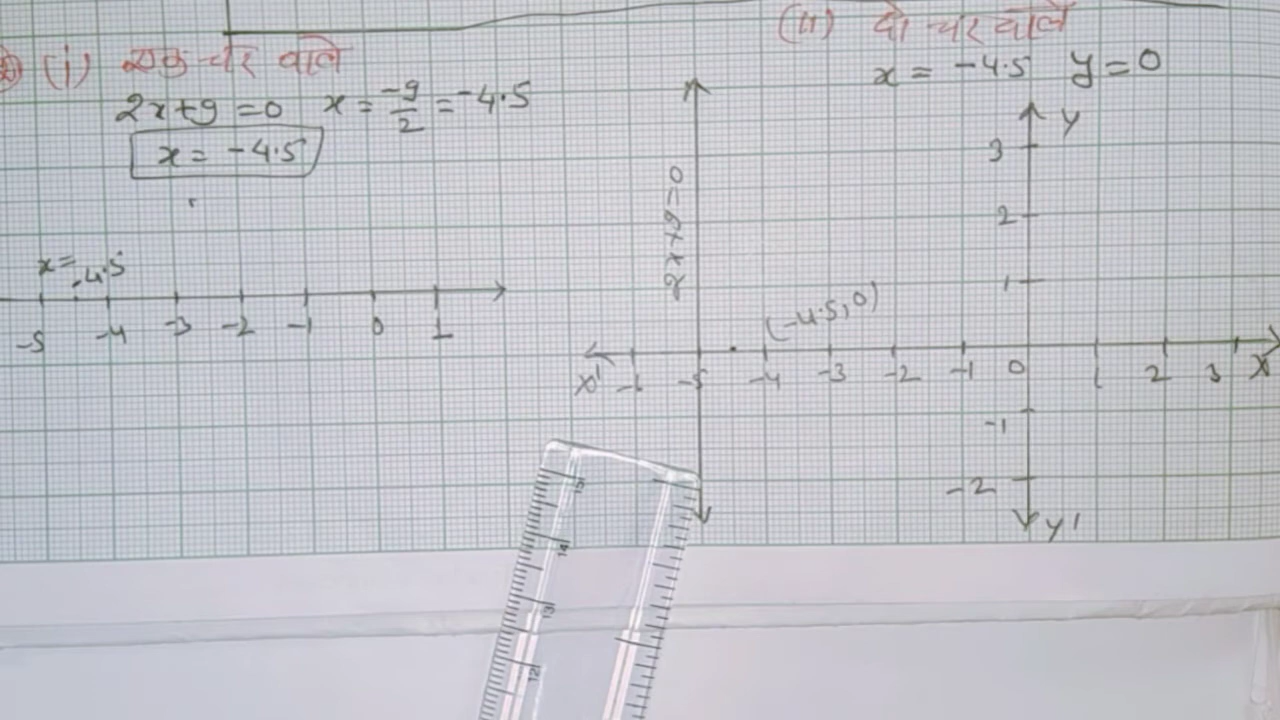 (i) एक चर वाले
2x+9=0 x = -9/2 = -4.5
x = -4.5
x = -4.5
-5 -4 -3 -2 -1 0 1
(ii) दो चर वाले
x = -4.5 y=0
Y
3
2
1
2x+9=0
(-4.5, 0)
X' -5 -4 -3 -2 -1 0 1 2 3 X
-1
-2
Y'
15
14
13
12